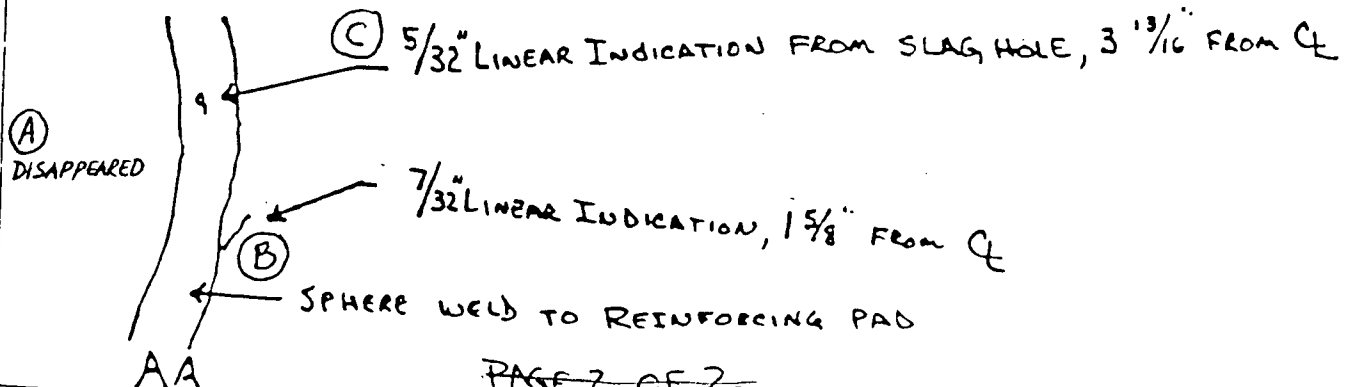 Ⓒ 5/32" LINEAR INDICATION FROM SLAG HOLE, 3 13/16" FROM ℄
Ⓐ
DISAPPEARED
7/32" LINEAR INDICATION, 1 5/8" FROM ℄
Ⓑ
SPHERE WELD TO REINFORCING PAD
AA
PAGE 2 OF 2